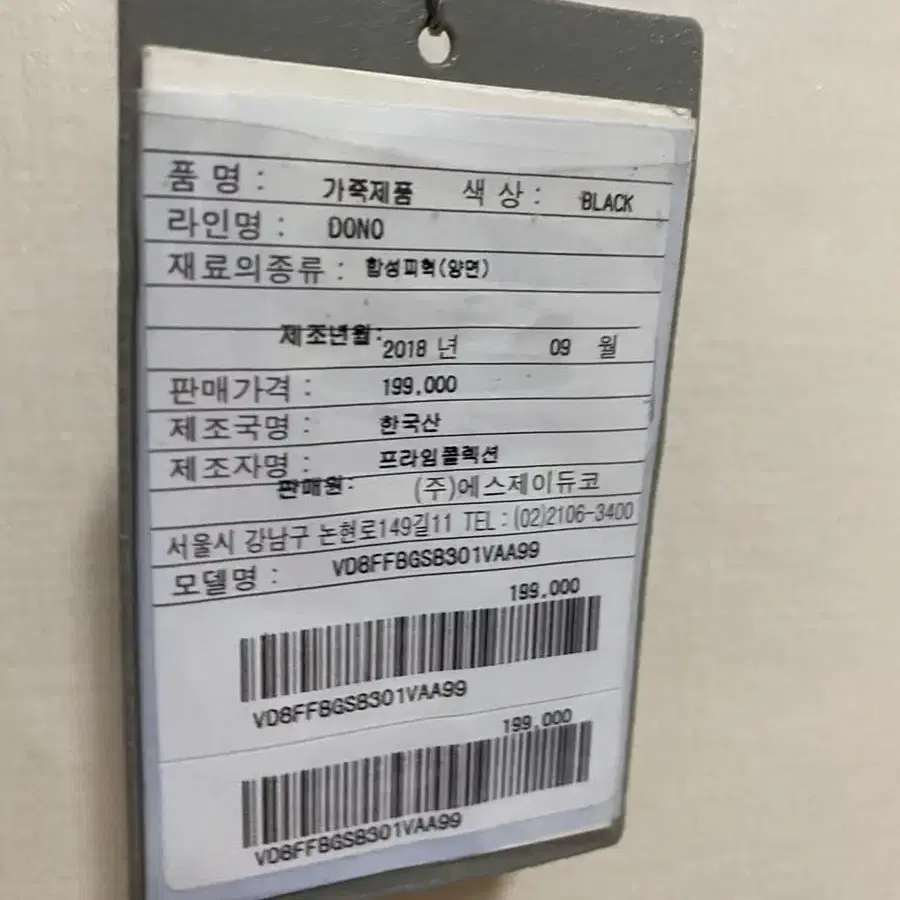 품 명 : 가죽제품 색 상 : BLACK
라인명 : DONO
재료의종류 : 합성피혁(양면)
제조년월: 2018 년 09 월
판매가격 : 199.000
제조국명 : 한국산
제조자명 : 프라임콜렉션
판매원: (주)에스제이듀코
서울시 강남구 논현로149길11 TEL : (02)2106-3400
모델명 : VD8FFBGS8301VAA99
199.000
VD8FFBGS8301VAA99
199.000
VD8FFBGS8301VAA99